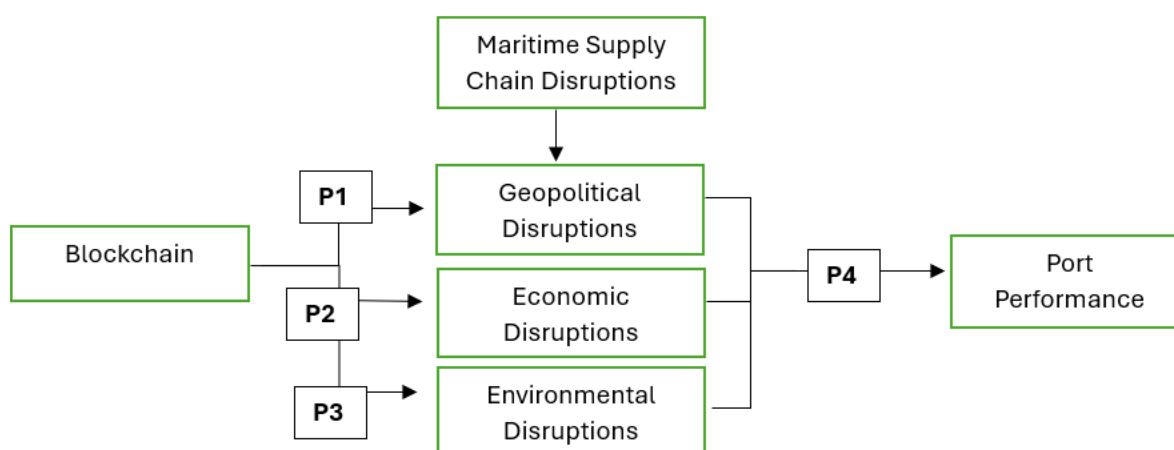 Maritime Supply
Chain Disruptions
P1
Geopolitical
Disruptions
Blockchain
P4
Port
Performance
P2
Economic
Disruptions
P3
Environmental
Disruptions